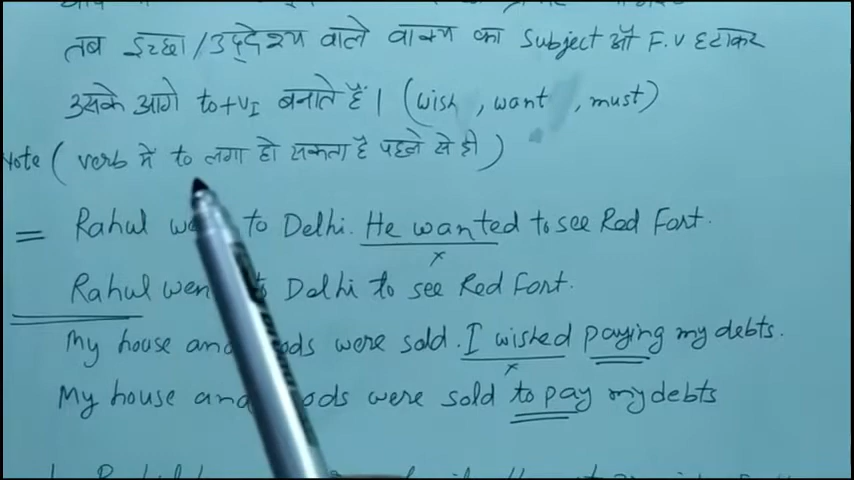 तब इच्छा/उद्देश्य वाले वाक्य का Subject और F.V हटाकर
उसके आगे to+V1 बनाते हैं। (wish, want, must)
Note (verb में to लगा हो सकता है पहले से ही)
= Rahul to Delhi. He wanted to see Red Fort.
x
Rahul Delhi to see Red Fort.
My house were sold. I wished paying my debts.
x
My house were sold to pay my debts